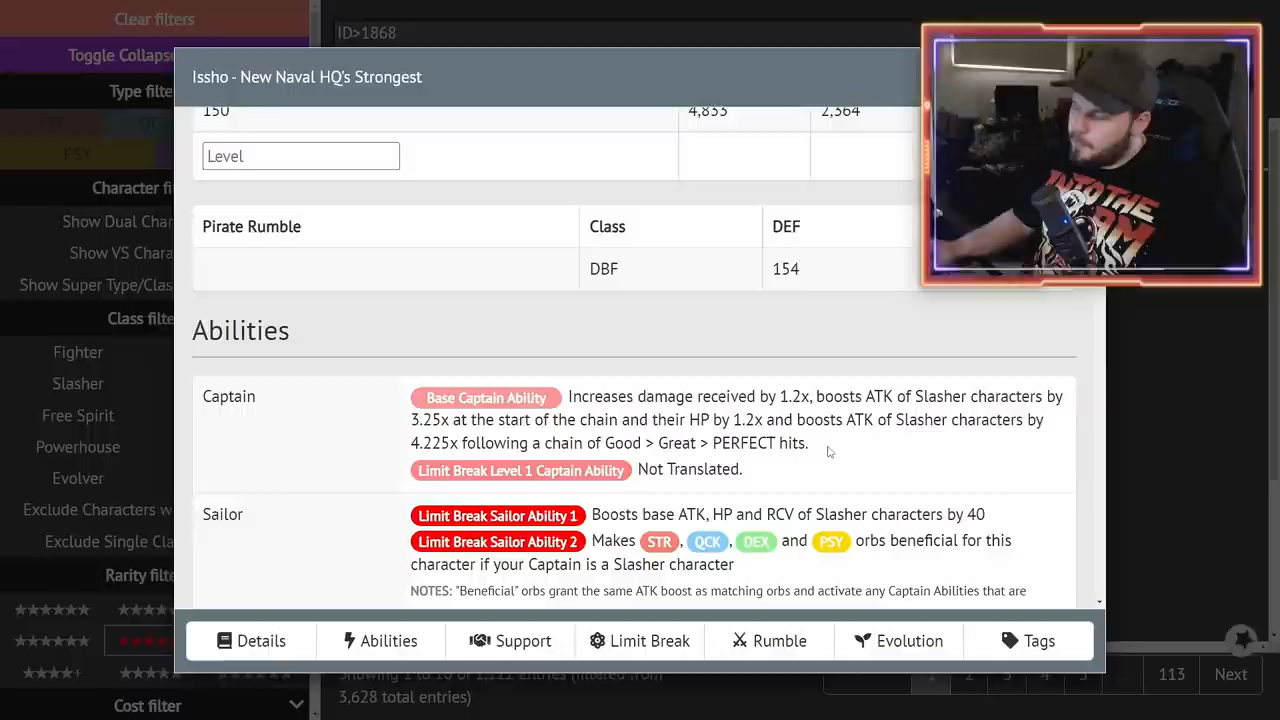 Clear filters
ID>1868
Toggle Collaps
Issho - New Naval HQ's Strongest
Type filte
150 4,833 2,564
PSY
Level
Character fi
Show Dual Char
Pirate Rumble Class DEF
Show VS Chara
DBF 154
Show Super Type/Clas
Class filte
Abilities
Fighter
Slasher
Captain
Base Captain Ability Increases damage received by 1.2x, boosts ATK of Slasher characters by
3.25x at the start of the chain and their HP by 1.2x and boosts ATK of Slasher characters by
4.225x following a chain of Good > Great > PERFECT hits.
Limit Break Level 1 Captain Ability Not Translated.
Free Spirit
Powerhouse
Evolver
Exclude Characters w
Exclude Single Cla
Sailor
Limit Break Sailor Ability 1 Boosts base ATK, HP and RCV of Slasher characters by 40
Limit Break Sailor Ability 2 Makes STR, QCK, DEX and PSY orbs beneficial for this
character if your Captain is a Slasher character
NOTES: "Beneficial" orbs grant the same ATK boost as matching orbs and activate any Captain Abilities that are
Rarity filte
Details Abilities Support Limit Break Rumble Evolution Tags
113 Next
3,628 total entries)
Cost filter
INTO THE
AM